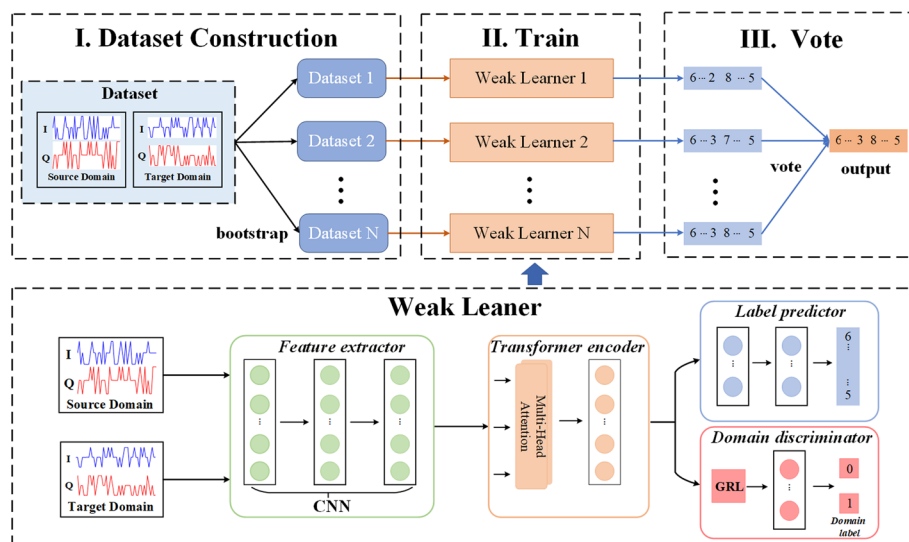 I. Dataset Construction
II. Train
III. Vote
Dataset
I
Q
Source Domain
I
Q
Target Domain
bootstrap
Dataset 1
Dataset 2
Dataset N
Weak Learner 1
Weak Learner 2
Weak Learner N
6 ··· 2 8 ··· 5
6 ··· 3 7 ··· 5
6 ··· 3 8 ··· 5
vote
6 ··· 3 8 ··· 5
output
Weak Leaner
I
Q
Source Domain
I
Q
Target Domain
Feature extractor
CNN
Transformer encoder
Multi-Head
Attention
Label predictor
6
5
Domain discriminator
GRL
0
1
Domain
label